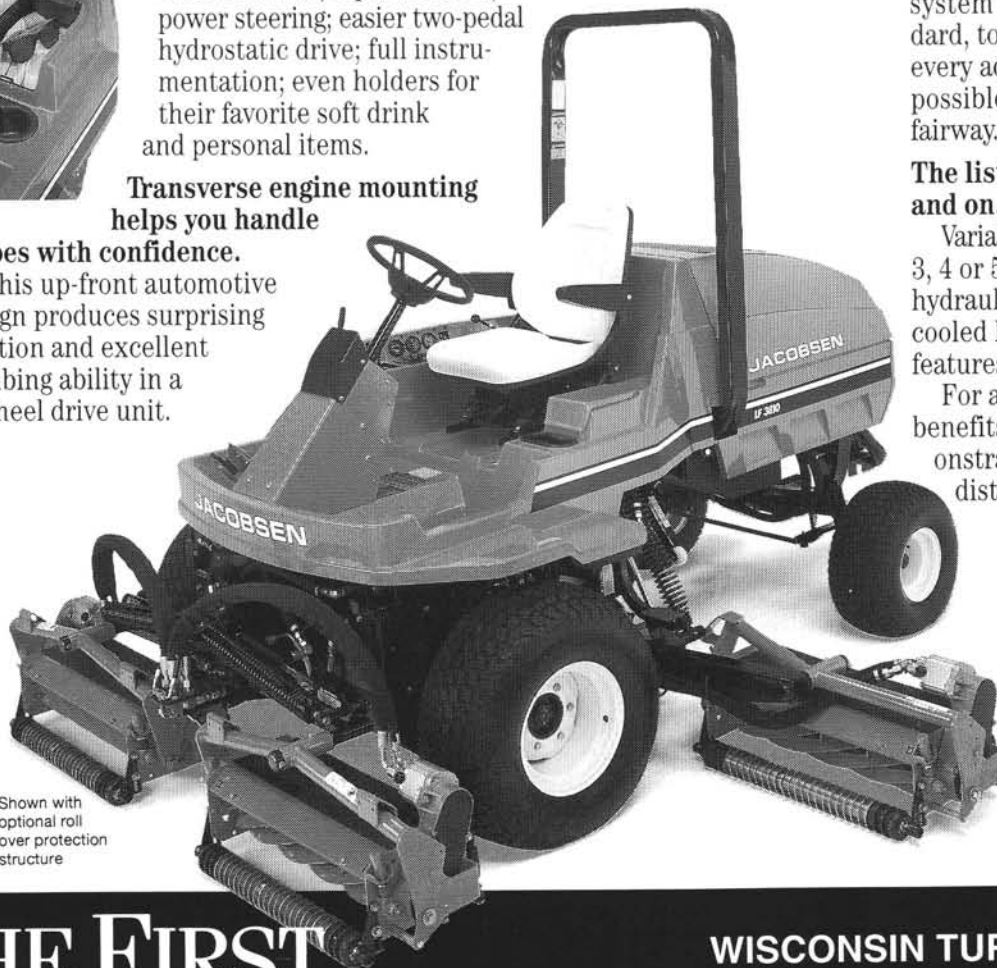 power steering; easier two-pedal
hydrostatic drive; full instru-
mentation; even holders for
their favorite soft drink
and personal items.
Transverse engine mounting
helps you handle
with confidence.
his up-front automotive
gn produces surprising
tion and excellent
bing ability in a
heel drive unit.
system
dard, to
every ac
possible
fairway.
The list
and on
Varia
3, 4 or 5
hydraul
cooled
features
For a
benefits
onstra
dist
JACOBSEN
LF 3810
JACOBSEN
Shown with
optional roll
over protection
structure
HE FIRST
WISCONSIN TUR